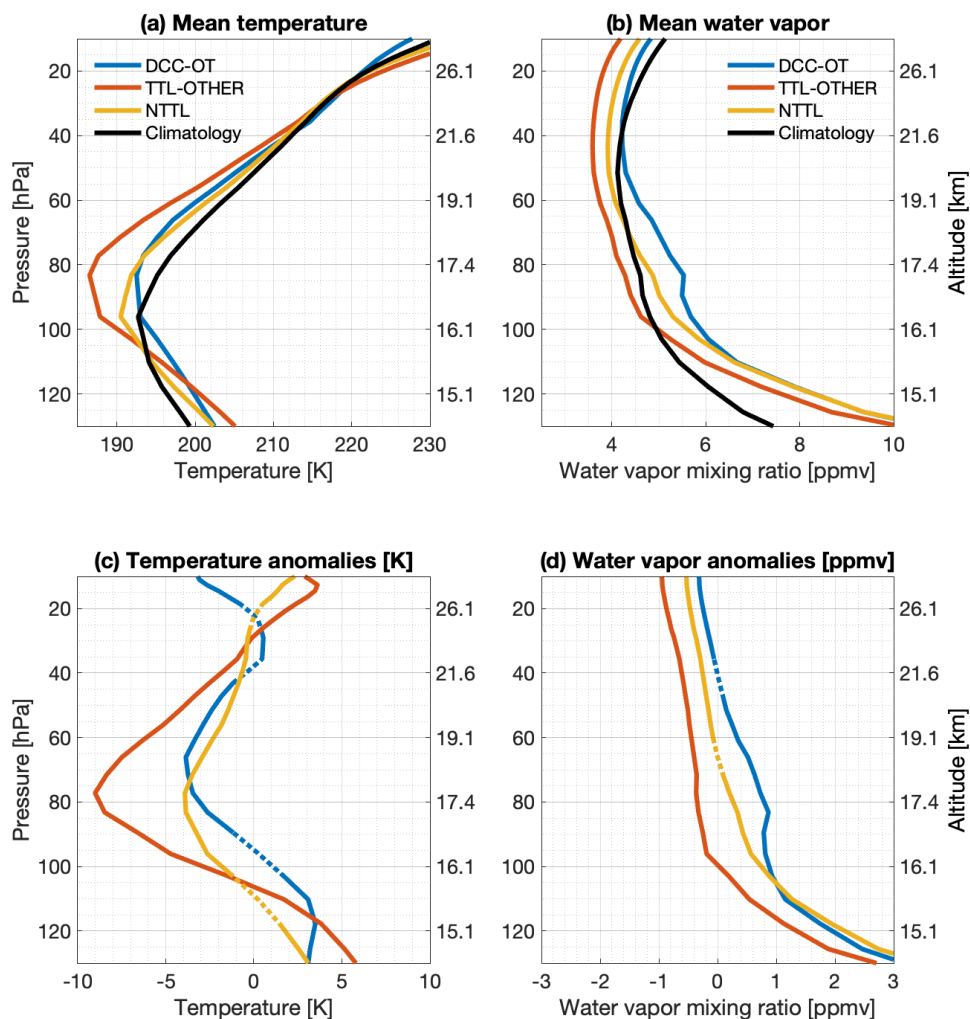 (a) Mean temperature
20
40
60
80
100
120
Pressure [hPa]
DCC-OT
TTL-OTHER
NTTL
Climatology
26.1
21.6
19.1
17.4
16.1
15.1
190 200 210 220 230
Temperature [K]
(b) Mean water vapor
DCC-OT
TTL-OTHER
NTTL
Climatology
26.1
21.6
19.1
17.4
16.1
15.1
Altitude [km]
4 6 8 10
Water vapor mixing ratio [ppmv]
(c) Temperature anomalies [K]
20
40
60
80
100
120
Pressure [hPa]
26.1
21.6
19.1
17.4
16.1
15.1
-10 -5 0 5 10
Temperature [K]
(d) Water vapor anomalies [ppmv]
26.1
21.6
19.1
17.4
16.1
15.1
Altitude [km]
-3 -2 -1 0 1 2 3
Water vapor mixing ratio [ppmv]